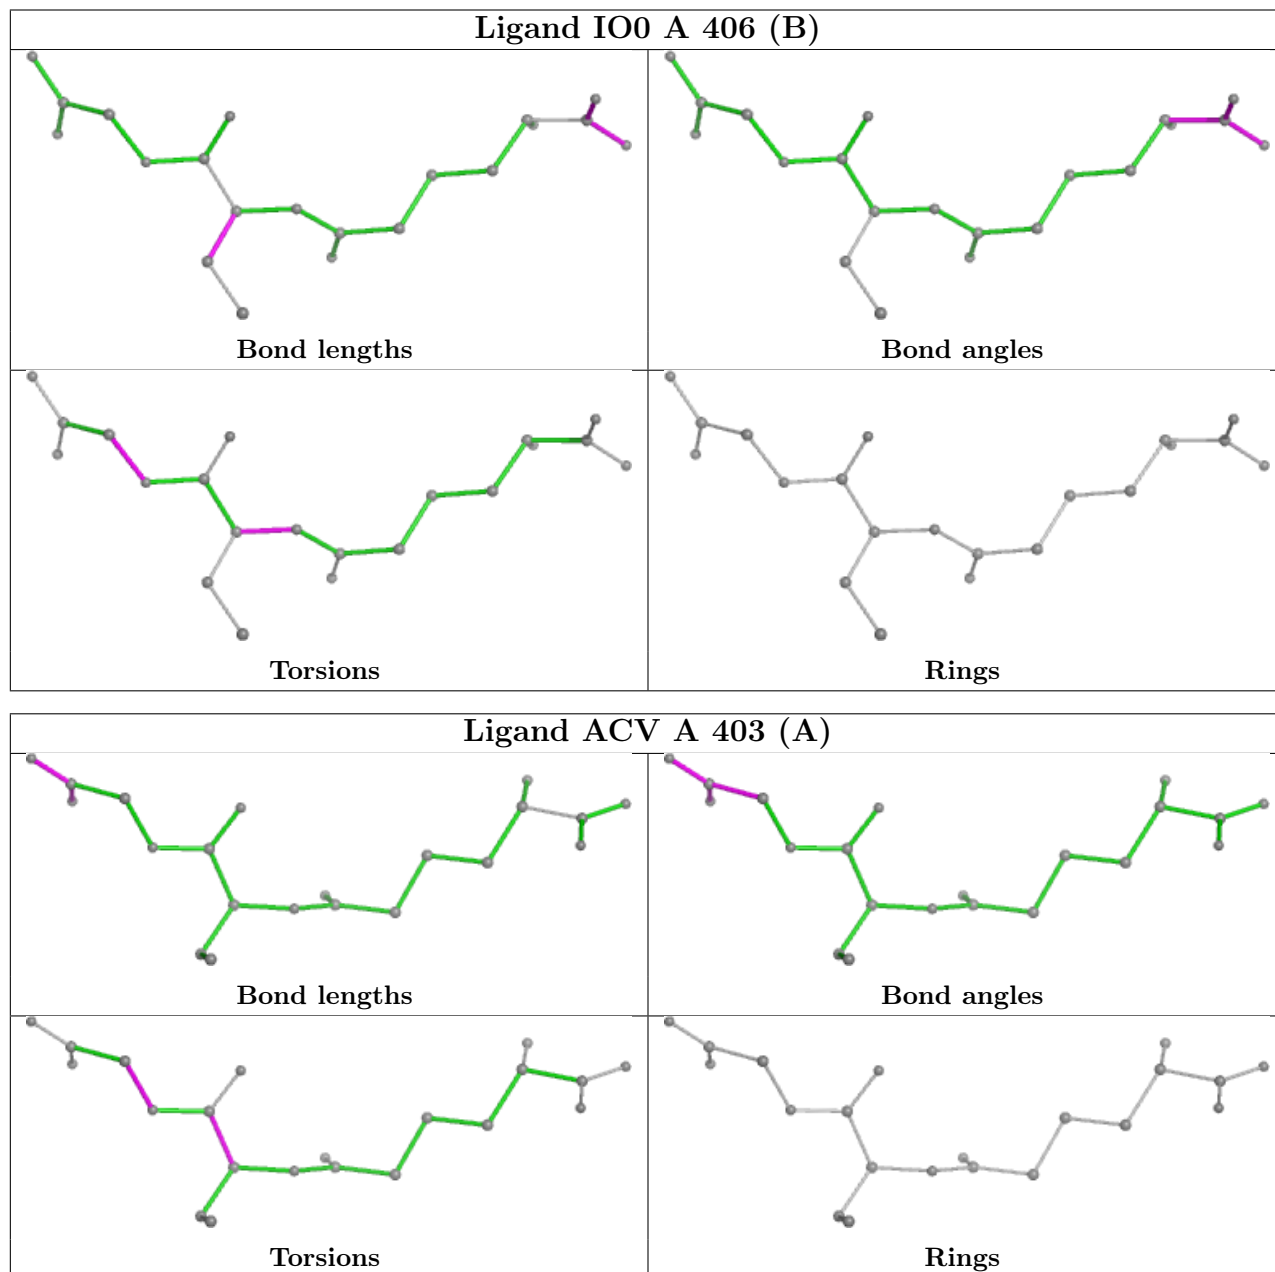 Ligand IO0 A 406 (B)
Bond lengths
Bond angles
Torsions
Rings
Ligand ACV A 403 (A)
Bond lengths
Bond angles
Torsions
Rings